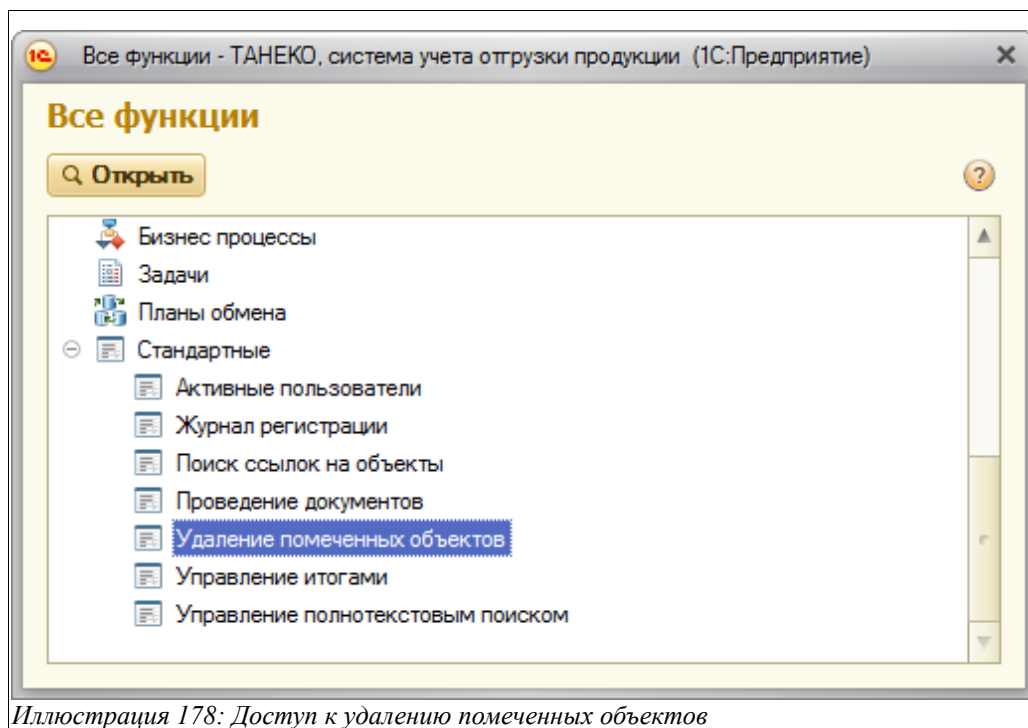 1С Все функции - ТАНЕКО, система учета отгрузки продукции (1С:Предприятие)
Все функции
Открыть ?
Бизнес процессы
Задачи
Планы обмена
Стандартные
Активные пользователи
Журнал регистрации
Поиск ссылок на объекты
Проведение документов
Удаление помеченных объектов
Управление итогами
Управление полнотекстовым поиском
Иллюстрация 178: Доступ к удалению помеченных объектов